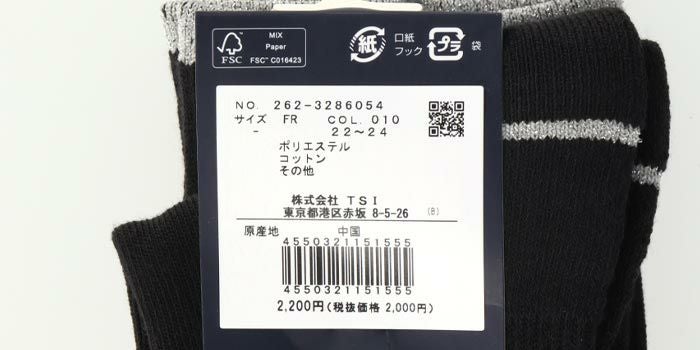 MIX
Paper
FSC
FSC™ C016423
紙
口紙
フック
プラ
袋
NO. 262-3286054
サイズ FR COL. 010
- 22~24
ポリエステル
コットン
その他
株式会社 TSI
東京都港区赤坂 8-5-26 (B)
原産地 中国
4550321151555
4550321151555
2,200円(税抜価格 2,000円)